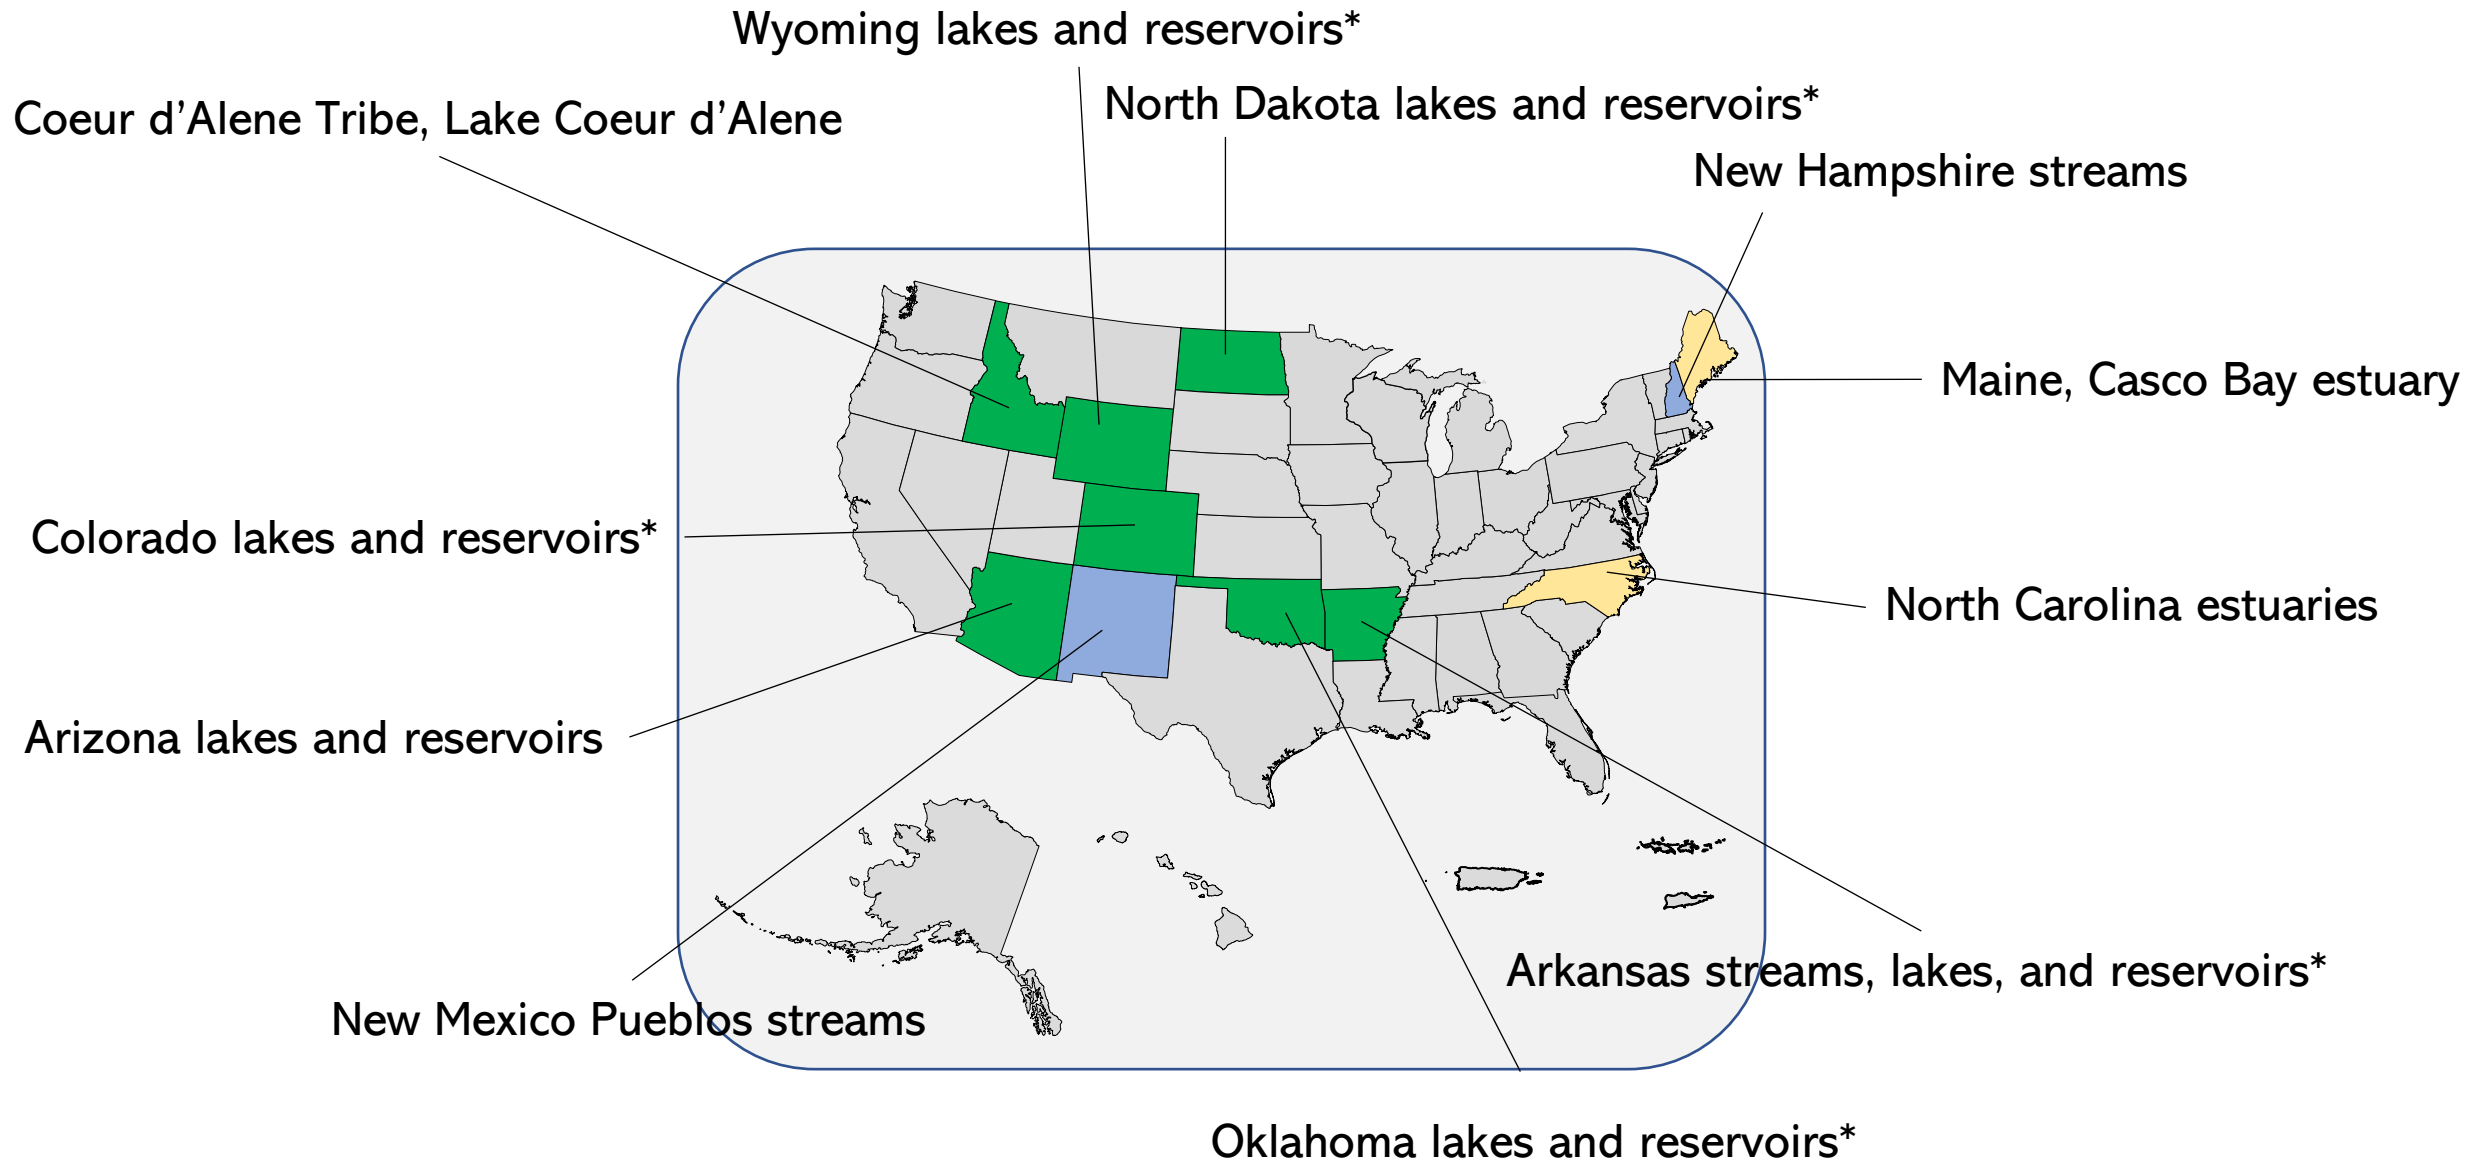 Wyoming lakes and reservoirs*
North Dakota lakes and reservoirs*
Coeur d’Alene Tribe, Lake Coeur d’Alene
New Hampshire streams
Maine, Casco Bay estuary
Colorado lakes and reservoirs*
North Carolina estuaries
Arizona lakes and reservoirs
Arkansas streams, lakes, and reservoirs*
New Mexico Pueblos streams
Oklahoma lakes and reservoirs*